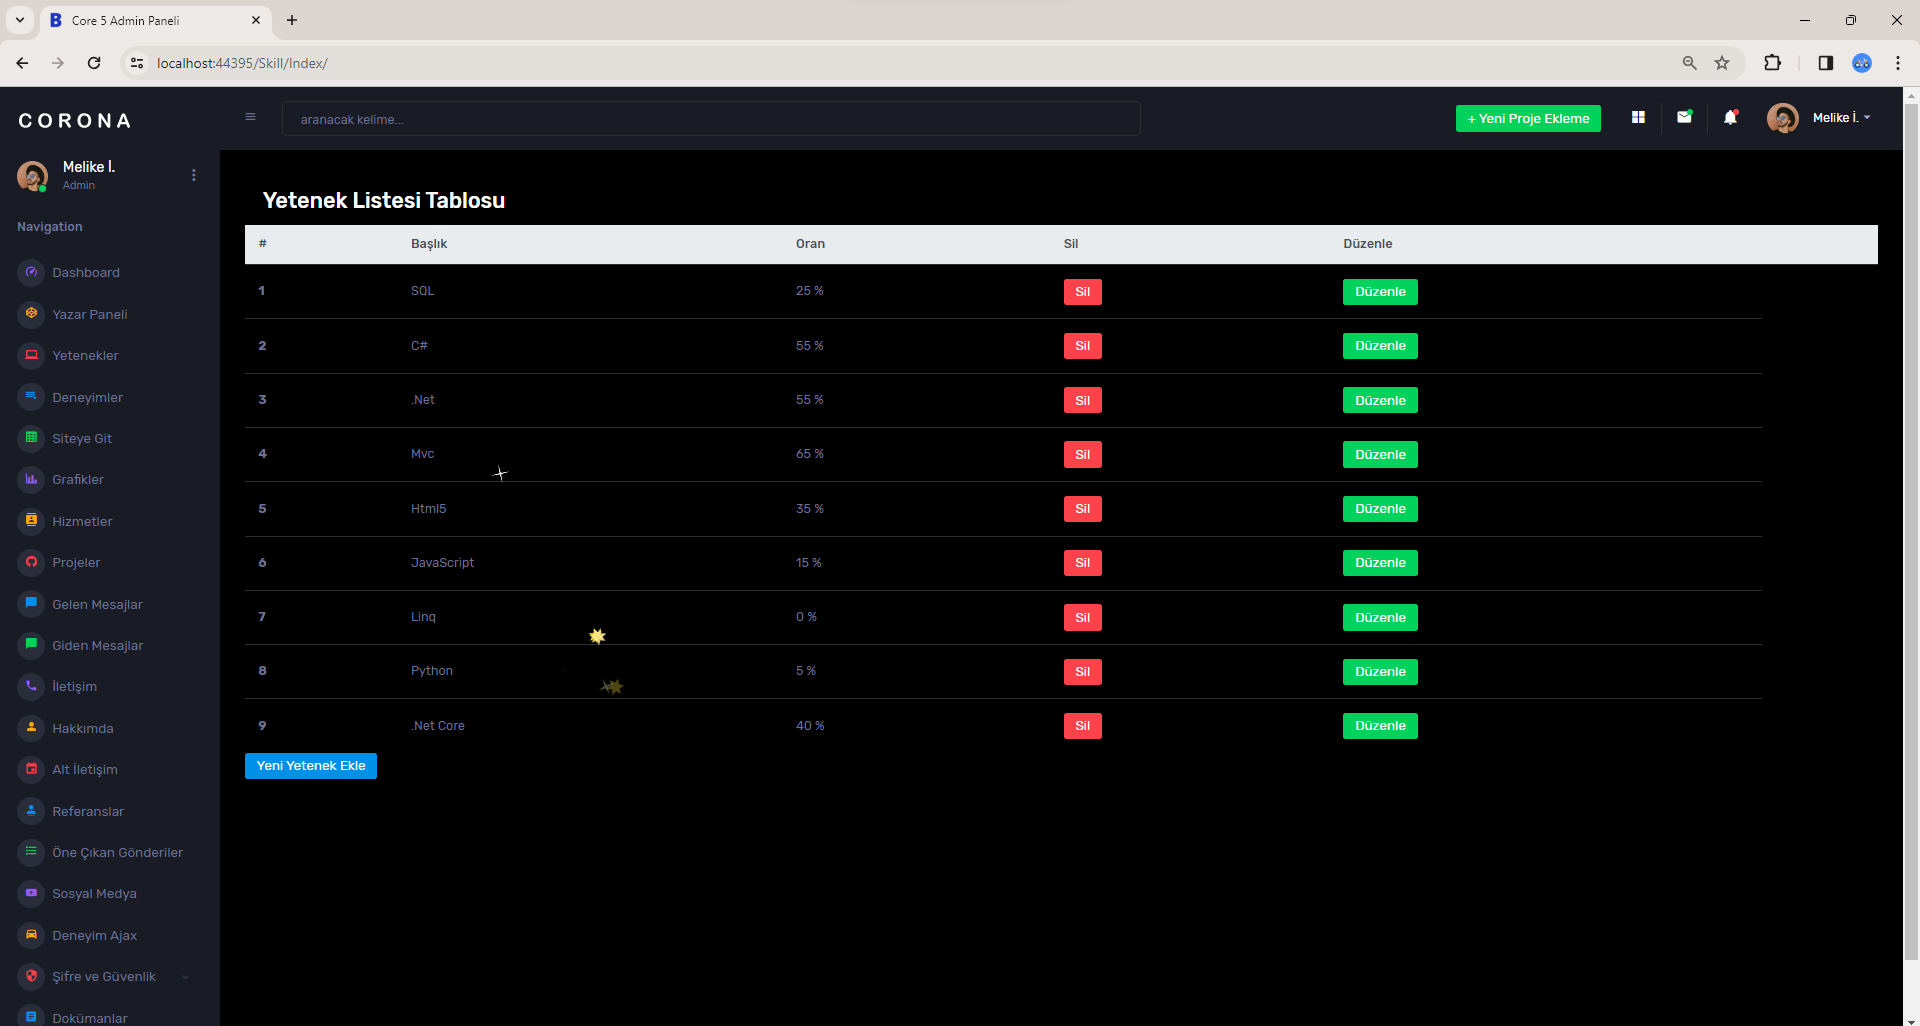 Core 5 Admin Paneli
localhost:44395/Skill/Index/
CORONA
aranacak kelime...
+ Yeni Proje Ekleme
Melike İ.
Melike İ.
Admin
Navigation
Dashboard
Yazar Paneli
Yetenekler
Deneyimler
Siteye Git
Grafikler
Hizmetler
Projeler
Gelen Mesajlar
Giden Mesajlar
İletişim
Hakkımda
Alt İletişim
Referanslar
Öne Çıkan Gönderiler
Sosyal Medya
Deneyim Ajax
Şifre ve Güvenlik
Dokümanlar
Yetenek Listesi Tablosu
# Başlık Oran Sil Düzenle
1 SQL 25 % Sil Düzenle
2 C# 55 % Sil Düzenle
3 .Net 55 % Sil Düzenle
4 Mvc 65 % Sil Düzenle
5 Html5 35 % Sil Düzenle
6 JavaScript 15 % Sil Düzenle
7 Linq 0 % Sil Düzenle
8 Python 5 % Sil Düzenle
9 .Net Core 40 % Sil Düzenle
Yeni Yetenek Ekle